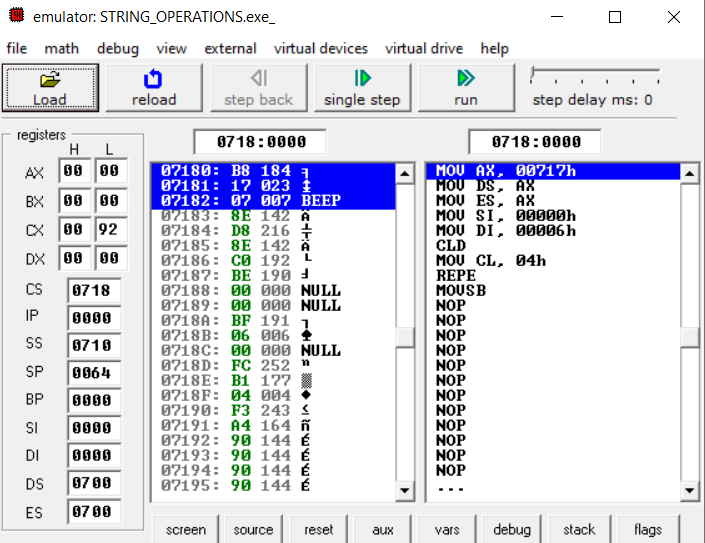 emulator: STRING_OPERATIONS.exe_
file math debug view external virtual devices virtual drive help
Load reload step back single step run step delay ms: 0
registers
H L
0718:0000 0718:0000
AX 00 00
BX 00 00
CX 00 92
DX 00 00
CS 0718
IP 0000
SS 0710
SP 0064
BP 0000
SI 0000
DI 0000
DS 0700
ES 0700
07180: B8 184 ╕
07181: 17 023 ↨
07182: 07 007 BEEP
07183: 8E 142 Ä
07184: D8 216 ╪
07185: 8E 142 Ä
07186: C0 192 └
07187: BE 190 ╛
07188: 00 000 NULL
07189: 00 000 NULL
0718A: BF 191 ┐
0718B: 06 006 ♠
0718C: 00 000 NULL
0718D: FC 252 ⁿ
0718E: B1 177 ▒
0718F: 04 004 ♦
07190: F3 243 ≤
07191: A4 164 ñ
07192: 90 144 É
07193: 90 144 É
07194: 90 144 É
07195: 90 144 É
MOV AX, 00717h
MOV DS, AX
MOV ES, AX
MOV SI, 00000h
MOV DI, 00006h
CLD
MOV CL, 04h
REPE
MOVSB
NOP
NOP
NOP
NOP
NOP
NOP
NOP
NOP
NOP
NOP
NOP
NOP
...
screen source reset aux vars debug stack flags